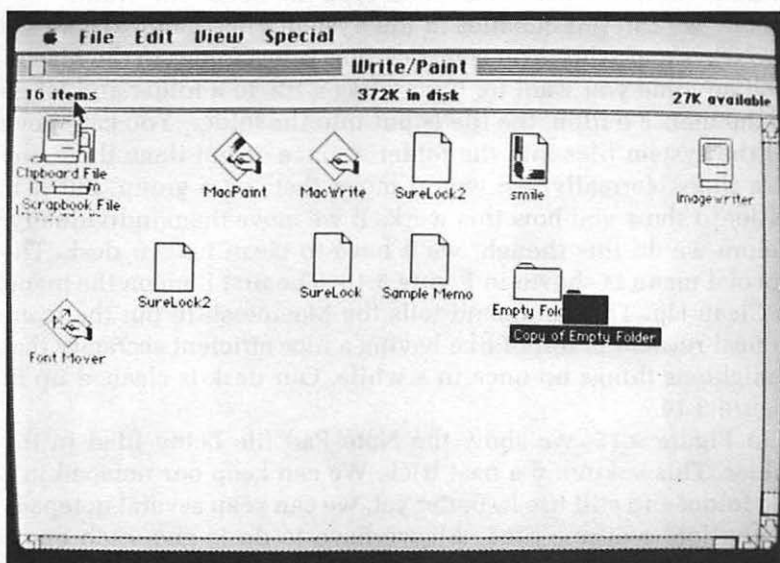 File Edit View Special
Write/Paint
16 items
372K in disk
27K available
Clipboard File
Scrapbook File
MacPaint
MacWrite
SureLock2
smile
Imagewriter
SureLock2
SureLock
Sample Memo
Empty Fol
Copy of Empty Folder
Font Mover